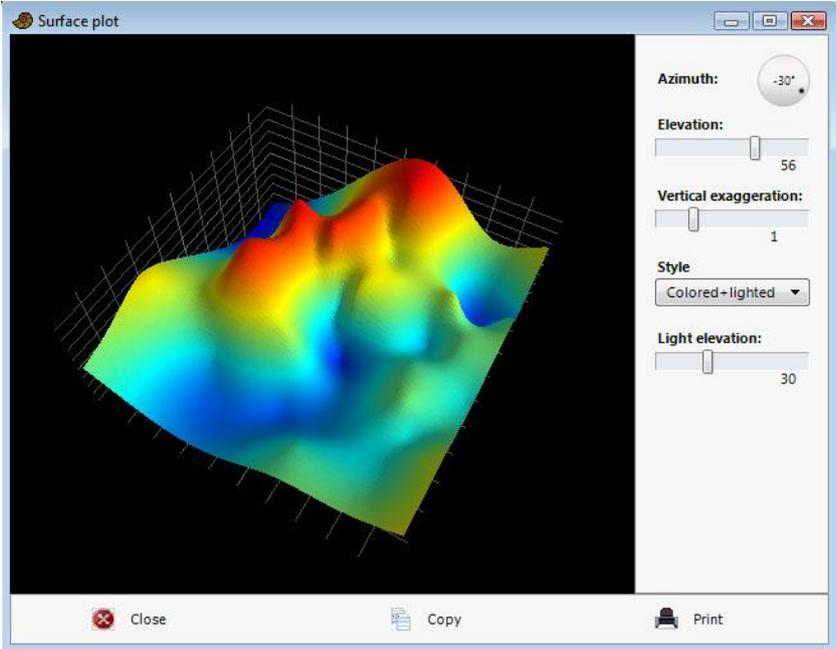 Surface plot
Azimuth:
-30°
Elevation:
56
Vertical exaggeration:
1
Style
Colored+lighted
Light elevation:
30
Close
Copy
Print